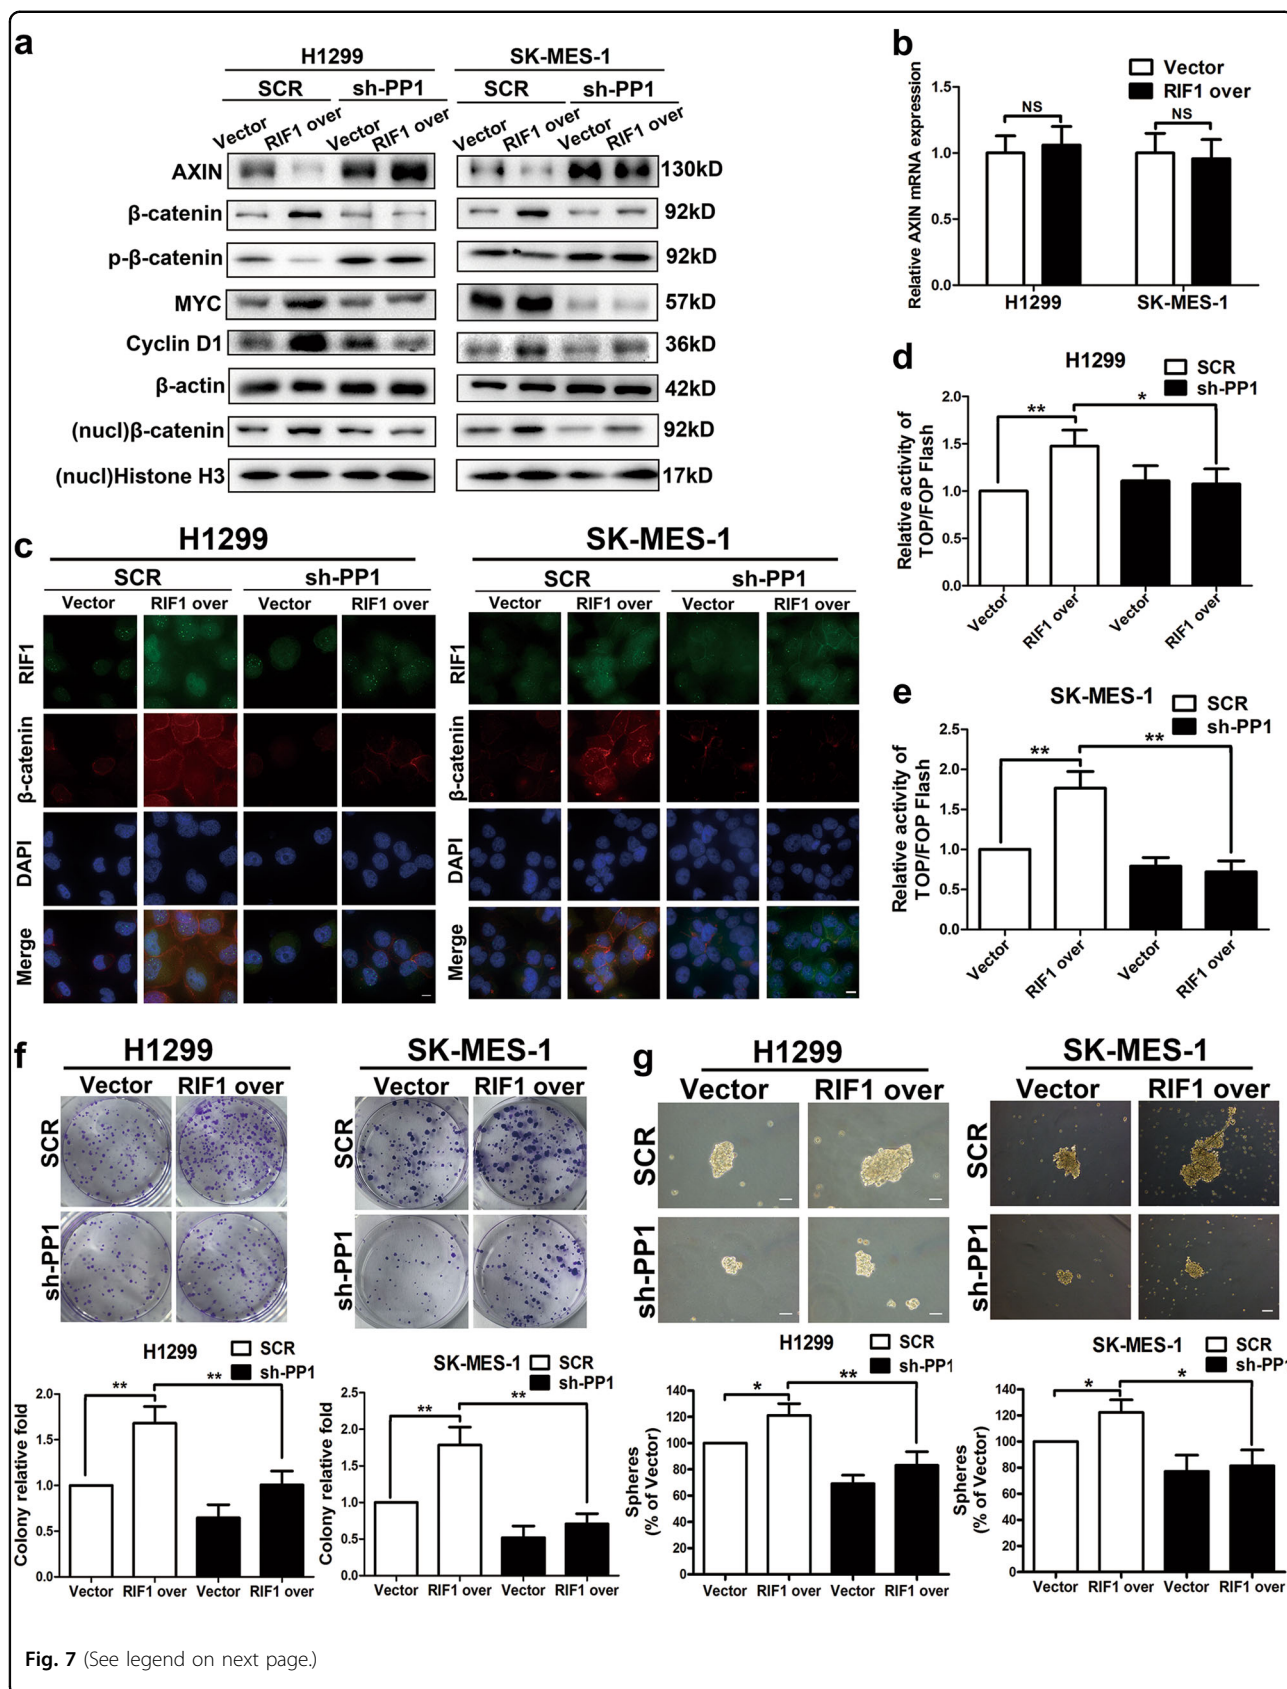 a
H1299
SK-MES-1
SCR
sh-PP1
SCR
sh-PP1
Vector
RIF1 over
Vector
RIF1 over
Vector
RIF1 over
Vector
RIF1 over
AXIN
130kD
β-catenin
92kD
p-β-catenin
92kD
MYC
57kD
Cyclin D1
36kD
β-actin
42kD
(nucl)β-catenin
92kD
(nucl)Histone H3
17kD
b
Vector
RIF1 over
Relative AXIN mRNA expression
1.5
1.0
0.5
0.0
NS
NS
H1299
SK-MES-1
c
H1299
SK-MES-1
SCR
sh-PP1
SCR
sh-PP1
Vector
RIF1 over
Vector
RIF1 over
Vector
RIF1 over
Vector
RIF1 over
RIF1
RIF1
β-catenin
β-catenin
DAPI
DAPI
Merge
Merge
d
H1299
SCR
sh-PP1
Relative activity of
TOP/FOP Flash
2.0
1.5
1.0
0.5
0.0
**
*
Vector
RIF1 over
Vector
RIF1 over
e
SK-MES-1
SCR
sh-PP1
Relative activity of
TOP/FOP Flash
2.5
2.0
1.5
1.0
0.5
0.0
**
**
Vector
RIF1 over
Vector
RIF1 over
f
H1299
SK-MES-1
Vector
RIF1 over
Vector
RIF1 over
SCR
SCR
sh-PP1
sh-PP1
H1299
SCR
sh-PP1
Colony relative fold
2.0
1.5
1.0
0.5
0.0
**
**
Vector
RIF1 over
Vector
RIF1 over
SK-MES-1
SCR
sh-PP1
Colony relative fold
2.5
2.0
1.5
1.0
0.5
0.0
**
**
Vector
RIF1 over
Vector
RIF1 over
g
H1299
SK-MES-1
Vector
RIF1 over
Vector
RIF1 over
SCR
SCR
sh-PP1
sh-PP1
H1299
SCR
sh-PP1
Spheres
(% of Vector)
140
120
100
80
60
40
20
0
*
**
Vector
RIF1 over
Vector
RIF1 over
SK-MES-1
SCR
sh-PP1
Spheres
(% of Vector)
140
120
100
80
60
40
20
0
*
*
Vector
RIF1 over
Vector
RIF1 over
Fig. 7 (See legend on next page.)